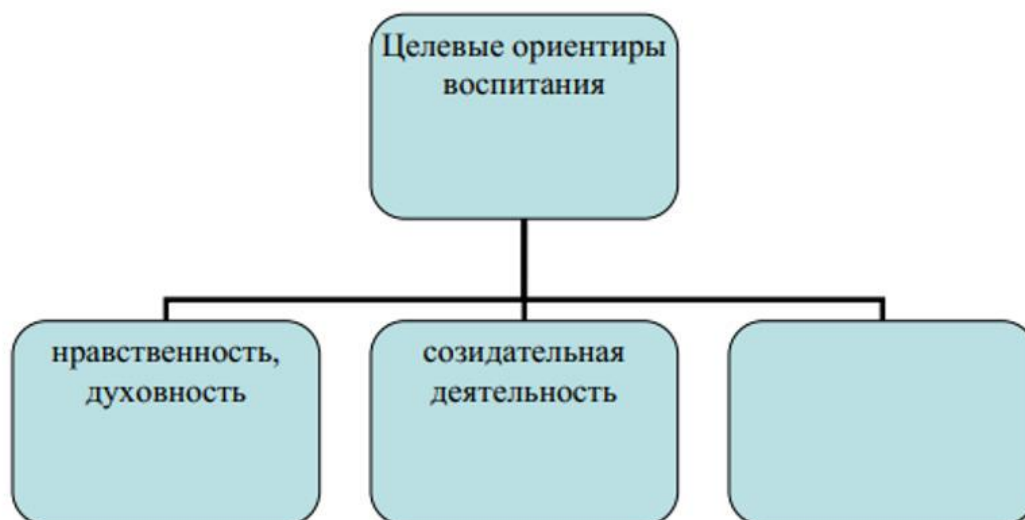 Целевые ориентиры
воспитания
нравственность,
духовность
созидательная
деятельность